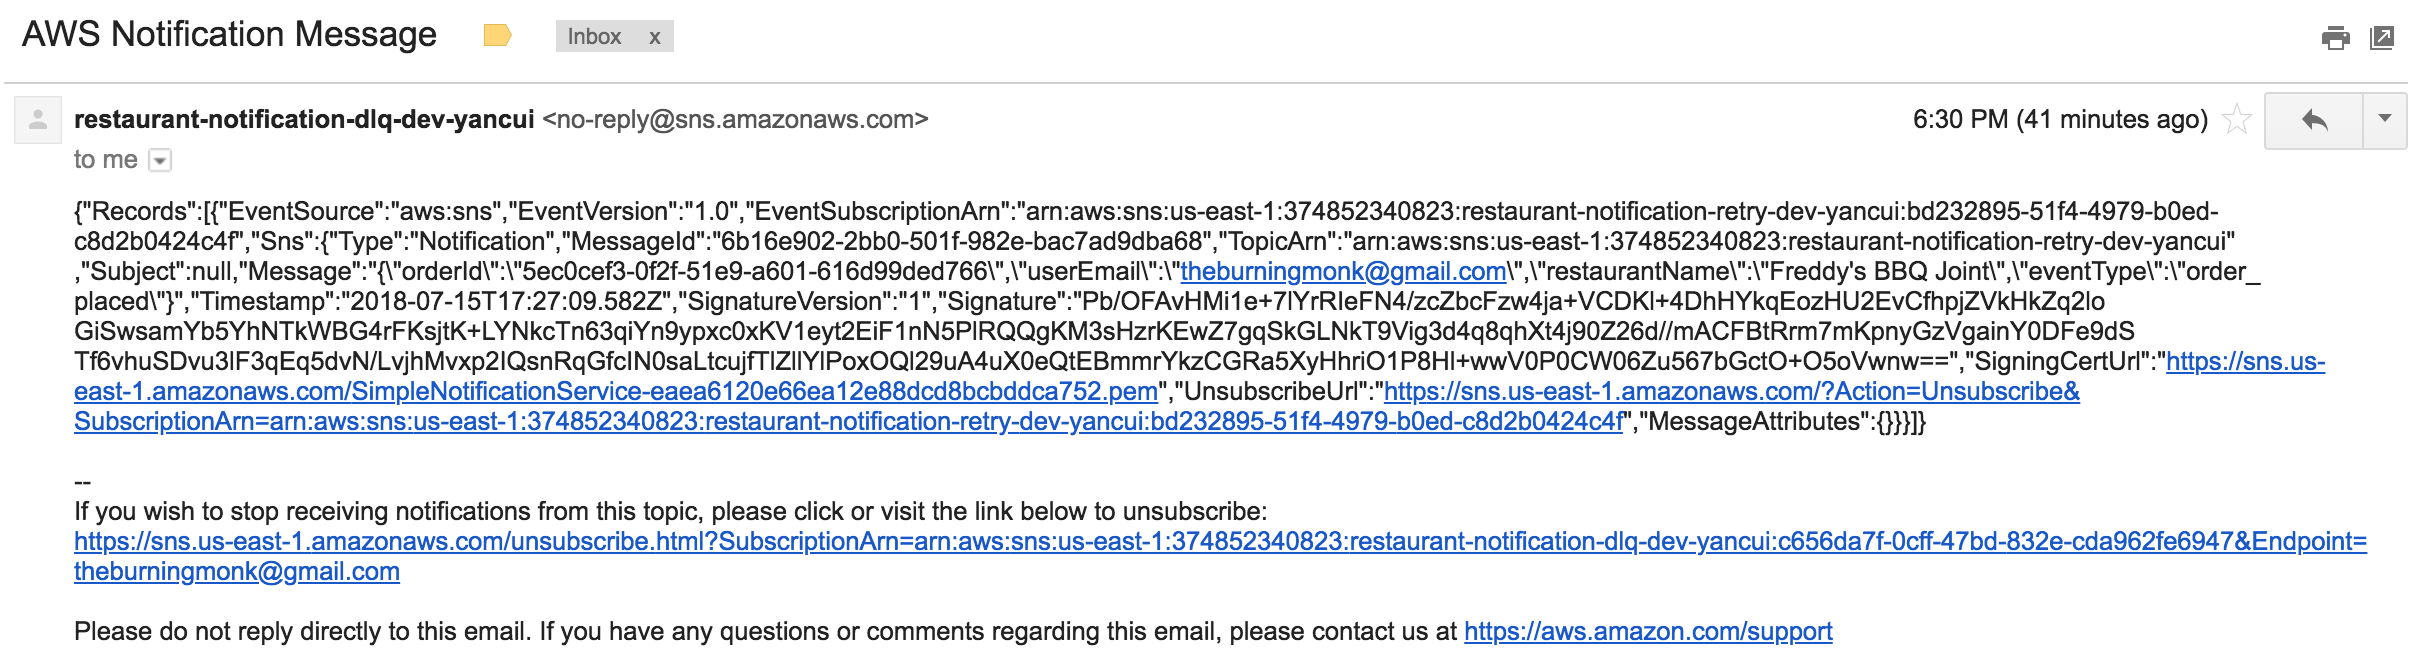 AWS Notification Message
Inbox x
restaurant-notification-dlq-dev-yancui <no-reply@sns.amazonaws.com>
6:30 PM (41 minutes ago)
to me
{"Records":[{"EventSource":"aws:sns","EventVersion":"1.0","EventSubscriptionArn":"arn:aws:sns:us-east-1:374852340823:restaurant-notification-retry-dev-yancui:bd232895-51f4-4979-b0ed-
c8d2b0424c4f","Sns":{"Type":"Notification","MessageId":"6b16e902-2bb0-501f-982e-bac7ad9dba68","TopicArn":"arn:aws:sns:us-east-1:374852340823:restaurant-notification-retry-dev-yancui"
,"Subject":null,"Message":"{\"orderId\":\"5ec0cef3-0f2f-51e9-a601-616d99ded766\",\"userEmail\":\"theburningmonk@gmail.com\",\"restaurantName\":\"Freddy's BBQ Joint\",\"eventType\":\"order_
placed\"}","Timestamp":"2018-07-15T17:27:09.582Z","SignatureVersion":"1","Signature":"Pb/OFAvHMi1e+7lYrRIeFN4/zcZbcFzw4ja+VCDKl+4DhHYkqEozHU2EvCfhpjZVkHkZq2lo
GiSwsamYb5YhNTkWBG4rFKsjtK+LYNkcTn63qiYn9ypxc0xKV1eyt2EiF1nN5PlRQQgKM3sHzrKEwZ7gqSkGLNkT9Vig3d4q8qhXt4j90Z26d//mACFBtRrm7mKpnyGzVgainY0DFe9dS
Tf6vhuSDvu3lF3qEq5dvN/LvjhMvxp2IQsnRqGfcIN0saLtcujfTlZllYlPoxOQl29uA4uX0eQtEBmmrYkzCGRa5XyHhriO1P8Hl+wwV0P0CW06Zu567bGctO+O5oVwnw==","SigningCertUrl":"https://sns.us-
east-1.amazonaws.com/SimpleNotificationService-eaea6120e66ea12e88dcd8bcbddca752.pem","UnsubscribeUrl":"https://sns.us-east-1.amazonaws.com/?Action=Unsubscribe&
SubscriptionArn=arn:aws:sns:us-east-1:374852340823:restaurant-notification-retry-dev-yancui:bd232895-51f4-4979-b0ed-c8d2b0424c4f","MessageAttributes":{}}}]}
--
If you wish to stop receiving notifications from this topic, please click or visit the link below to unsubscribe:
https://sns.us-east-1.amazonaws.com/unsubscribe.html?SubscriptionArn=arn:aws:sns:us-east-1:374852340823:restaurant-notification-dlq-dev-yancui:c656da7f-0cff-47bd-832e-cda962fe6947&Endpoint=
theburningmonk@gmail.com
Please do not reply directly to this email. If you have any questions or comments regarding this email, please contact us at https://aws.amazon.com/support